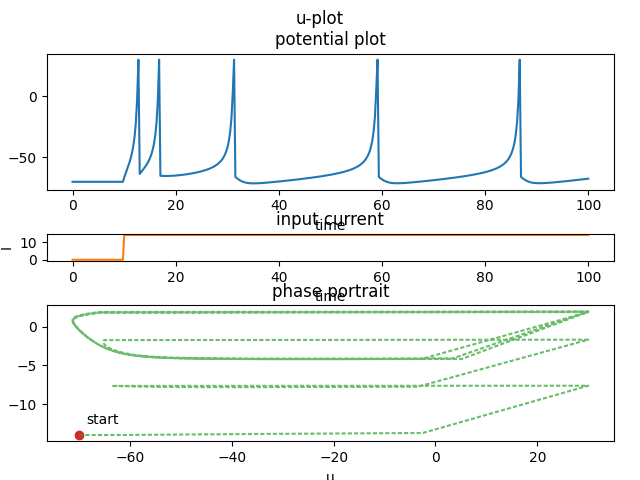 u-plot
potential plot
0
−50
0
20
40
60
80
100
time
input current
I
10
0
0
20
40
60
80
100
time
phase portrait
0
−5
−10
start
−60
−40
−20
0
20
u